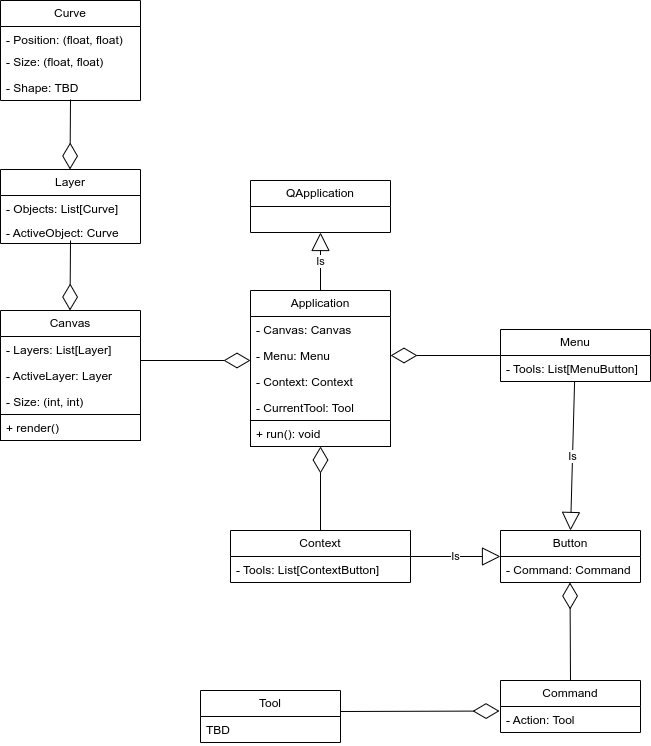 Curve
- Position: (float, float)
- Size: (float, float)
- Shape: TBD
Layer
- Objects: List[Curve]
- ActiveObject: Curve
QApplication
Is
Canvas
- Layers: List[Layer]
- ActiveLayer: Layer
- Size: (int, int)
+ render()
Application
- Canvas: Canvas
- Menu: Menu
- Context: Context
- CurrentTool: Tool
+ run(): void
Menu
- Tools: List[MenuButton]
Is
Context
- Tools: List[ContextButton]
Is
Button
- Command: Command
Tool
TBD
Command
- Action: Tool